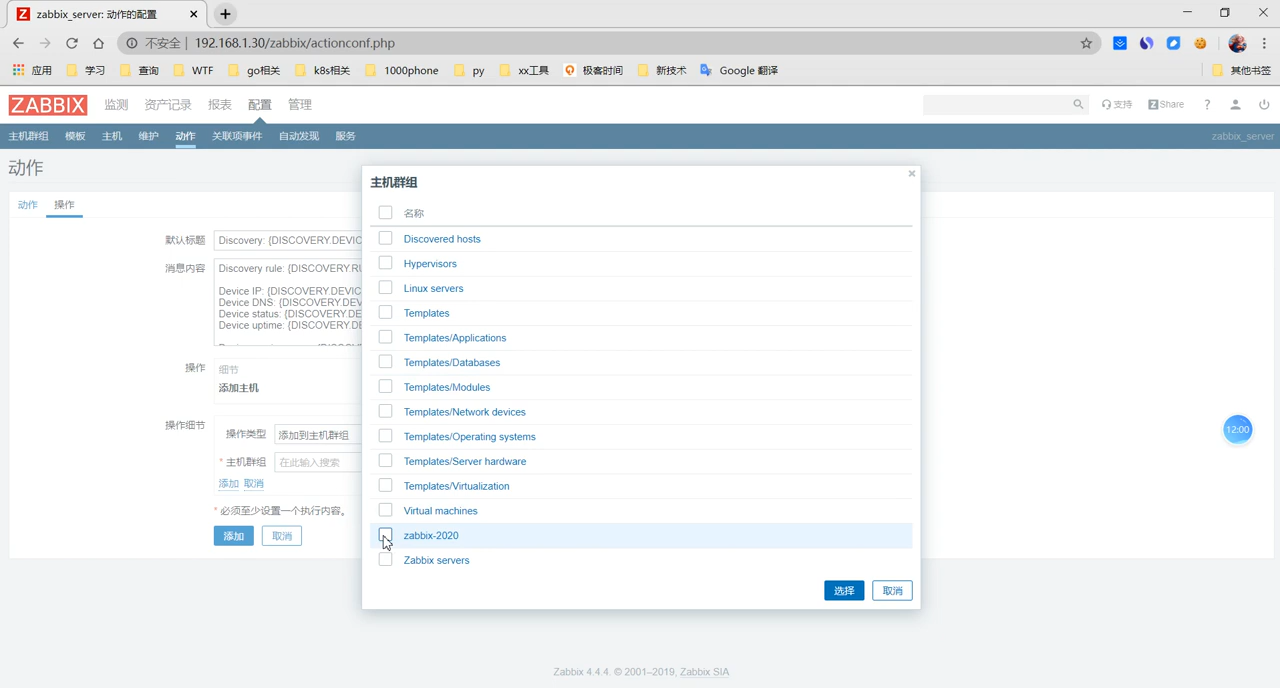 zabbix_server: 动作的配置
不安全 | 192.168.1.30/zabbix/actionconf.php
应用 学习 查询 WTF go相关 k8s相关 1000phone py xx工具 极客时间 新技术 Google 翻译 其他书签
ZABBIX 监测 资产记录 报表 配置 管理 支持 Share ?
主机群组 模板 主机 维护 动作 关联项事件 自动发现 服务 zabbix_server
动作
动作 操作
默认标题 Discovery: {DISCOVERY.DEVIC
消息内容 Discovery rule: {DISCOVERY.RU
Device IP: {DISCOVERY.DEVIC
Device DNS: {DISCOVERY.DEV
Device status: {DISCOVERY.DE
Device uptime: {DISCOVERY.DE
操作 细节
添加主机
操作细节
操作类型 添加到主机群组
* 主机群组 在此输入搜索
添加 取消
* 必须至少设置一个执行内容。
添加 取消
主机群组
名称
Discovered hosts
Hypervisors
Linux servers
Templates
Templates/Applications
Templates/Databases
Templates/Modules
Templates/Network devices
Templates/Operating systems
Templates/Server hardware
Templates/Virtualization
Virtual machines
zabbix-2020
Zabbix servers
选择 取消
12:00
Zabbix 4.4.4. © 2001–2019, Zabbix SIA